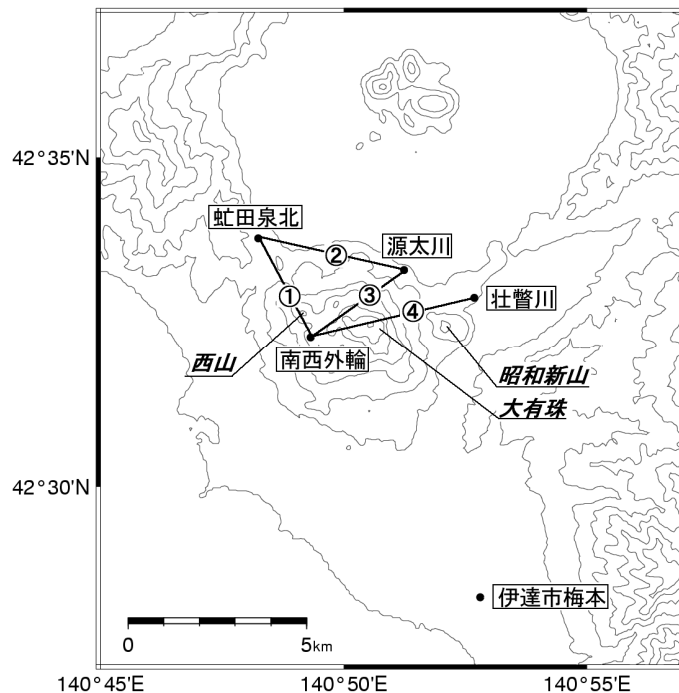 42°35'N
虻田泉北
源太川
②
壮瞥川
①
③
④
西山
南西外輪
昭和新山
大有珠
42°30'N
伊達市梅本
0
5km
140°45'E
140°50'E
140°55'E